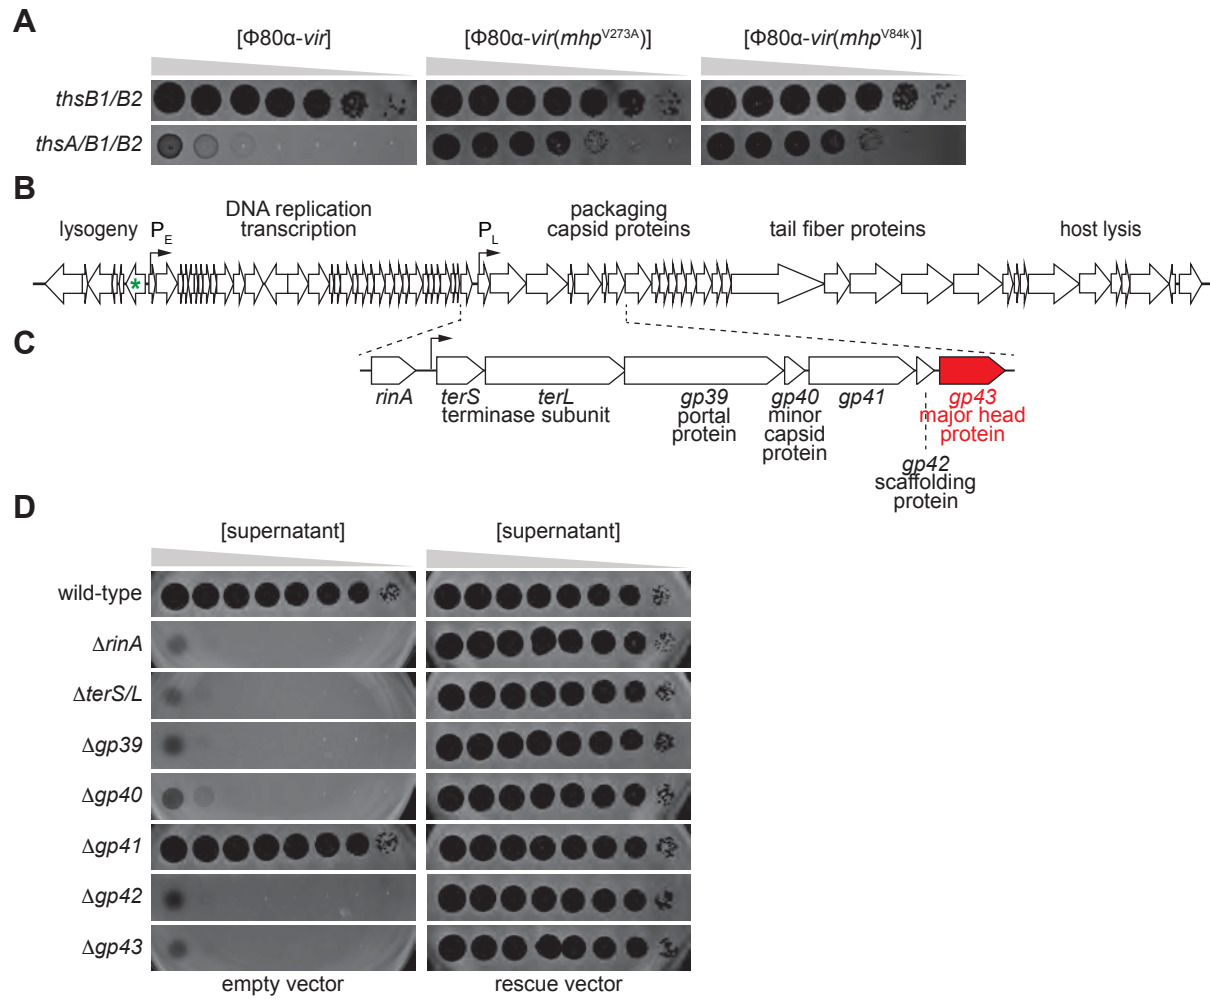 A
[Φ80α-vir]
[Φ80α-vir(mhpV273A)]
[Φ80α-vir(mhpV84k)]
thsB1/B2
thsA/B1/B2
B
lysogeny
PE
DNA replication
transcription
PL
packaging
capsid proteins
tail fiber proteins
host lysis
*
C
rinA
terS
terL
terminase subunit
gp39
portal
protein
gp40
minor
capsid
protein
gp41
gp43
major head
protein
gp42
scaffolding
protein
D
[supernatant]
[supernatant]
wild-type
ΔrinA
ΔterS/L
Δgp39
Δgp40
Δgp41
Δgp42
Δgp43
empty vector
rescue vector